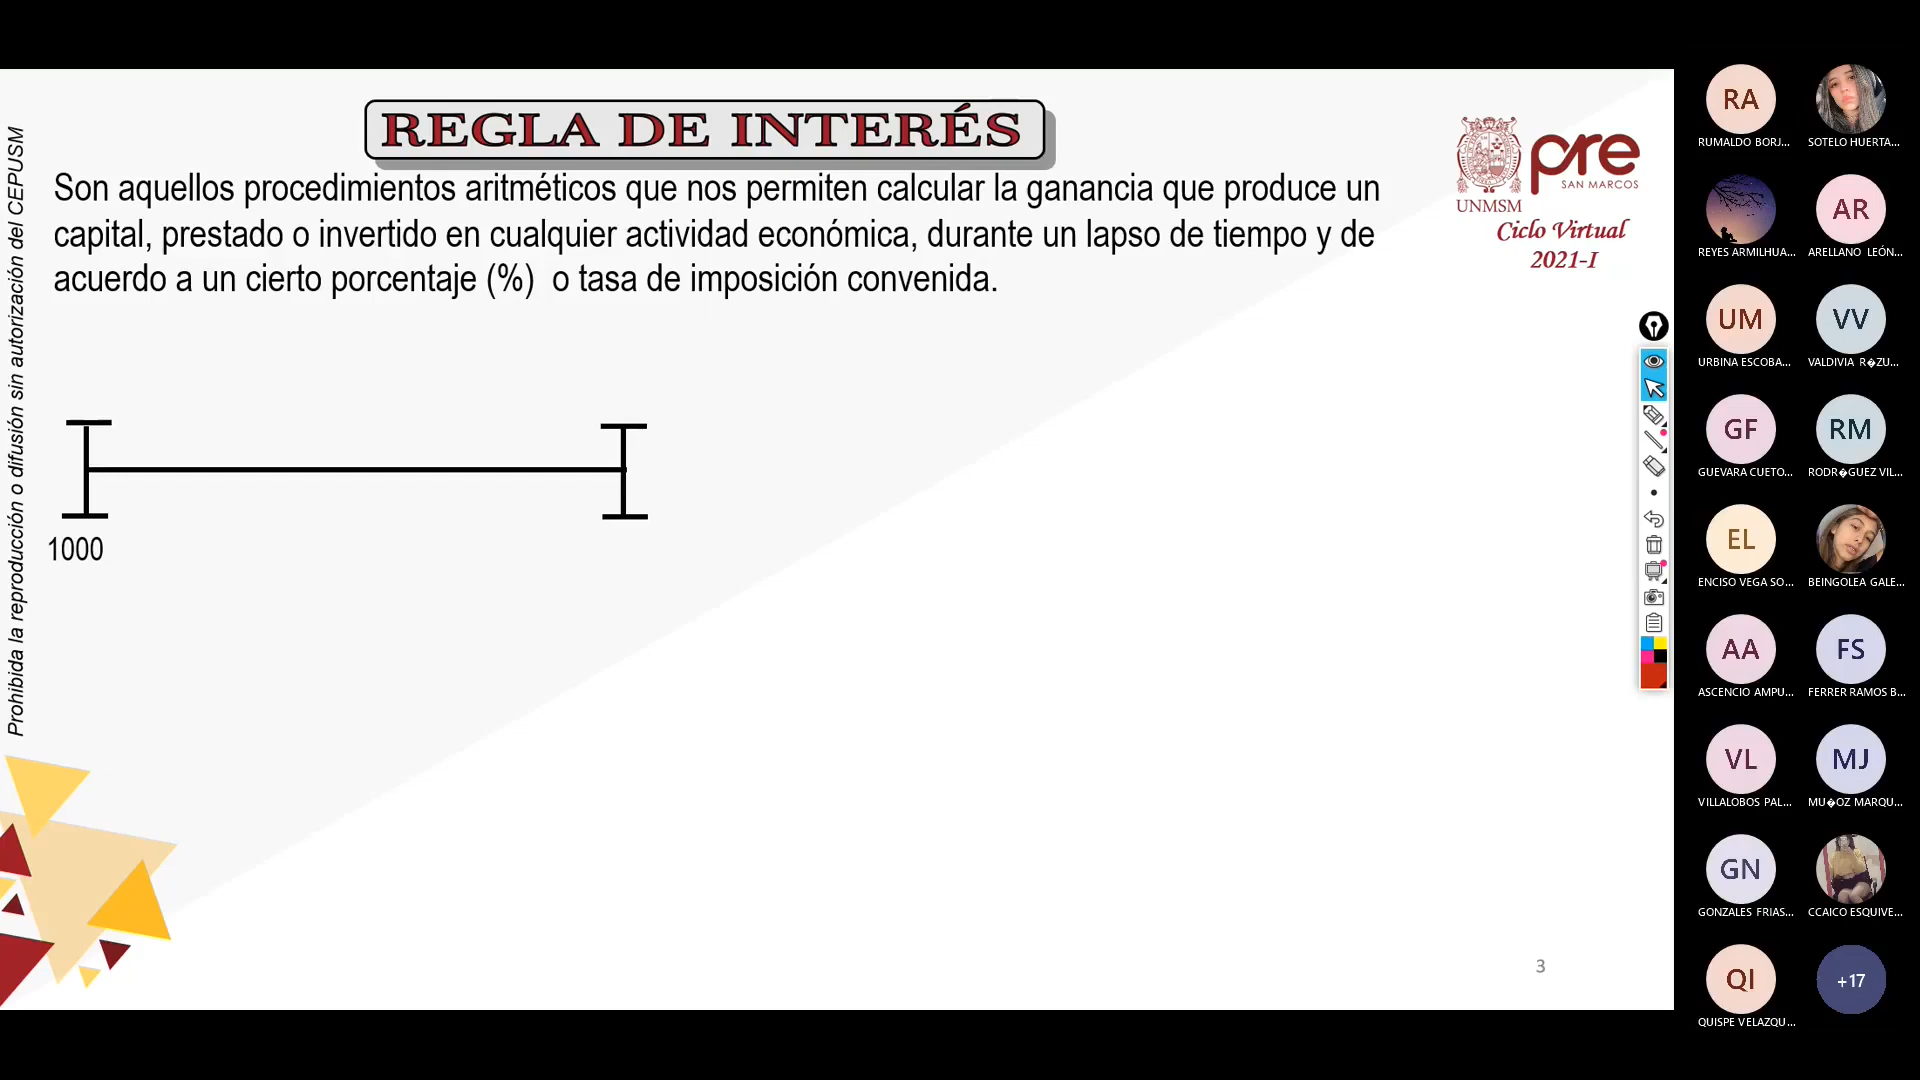 REGLA DE INTERÉS
Son aquellos procedimientos aritméticos que nos permiten calcular la ganancia que produce un
capital, prestado o invertido en cualquier actividad económica, durante un lapso de tiempo y de
acuerdo a un cierto porcentaje (%) o tasa de imposición convenida.
UNMSM
pre
SAN MARCOS
Ciclo Virtual
2021-I
Prohibida la reproducción o difusión sin autorización del CEPUSM
1000
3
RA
RUMALDO BORJ...
SOTELO HUERTA...
REYES ARMILHUA...
AR
ARELLANO LEÓN...
UM
URBINA ESCOBA...
VV
VALDIVIA R�ZU...
GF
GUEVARA CUETO...
RM
RODR�GUEZ VIL...
EL
ENCISO VEGA SO...
BEINGOLEA GALE...
AA
ASCENCIO AMPU...
FS
FERRER RAMOS B...
VL
VILLALOBOS PAL...
MJ
MU�OZ MARQU...
GN
GONZALES FRIAS...
CCAICO ESQUIVE...
QI
QUISPE VELAZQU...
+17